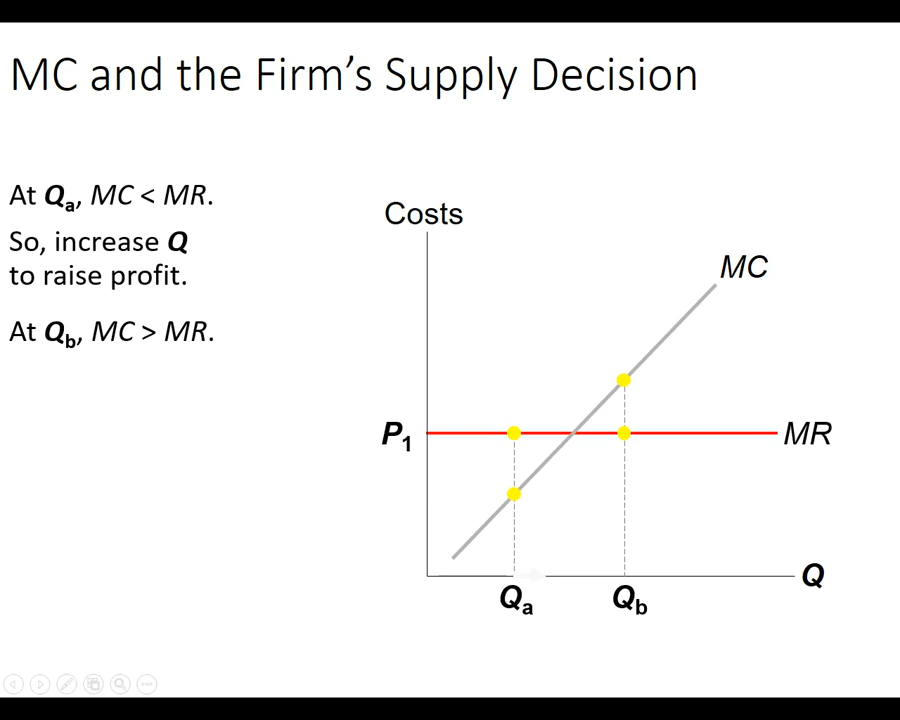 MC and the Firm’s Supply Decision
At Qa, MC < MR.
So, increase Q
to raise profit.
At Qb, MC > MR.
Costs
MC
P1
MR
Q
Qa
Qb